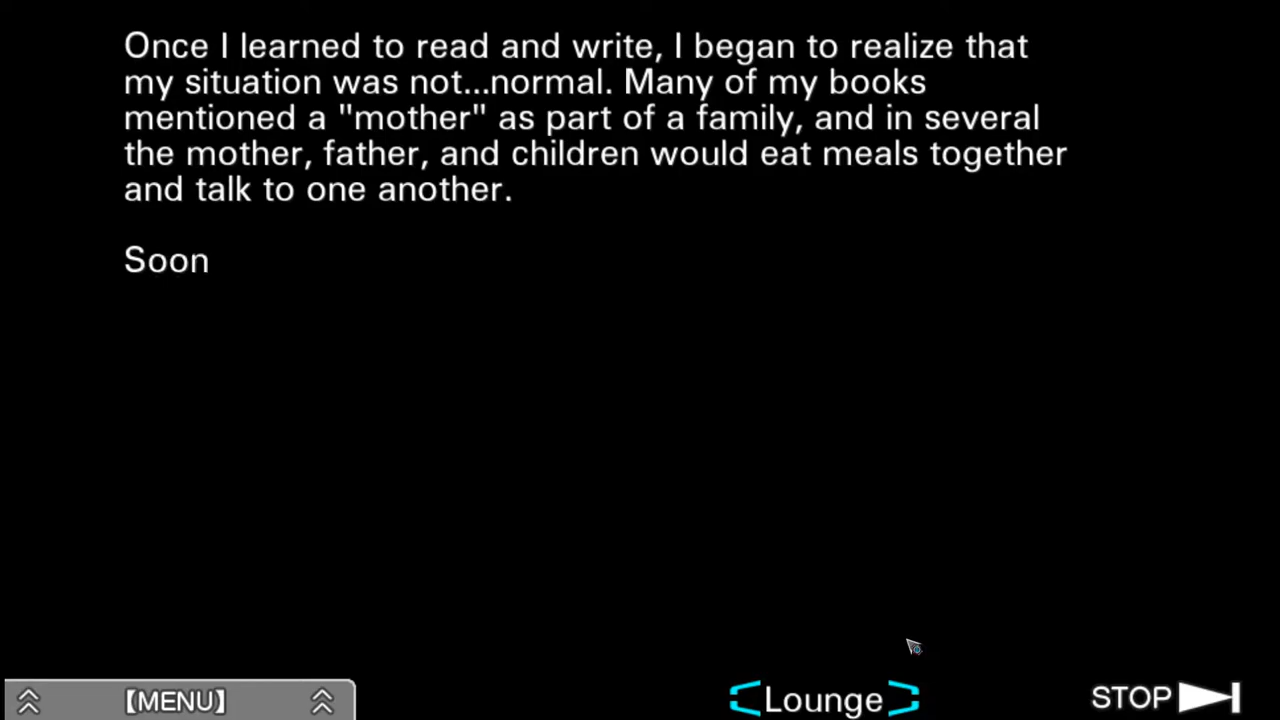 Once I learned to read and write, I began to realize that
my situation was not...normal. Many of my books
mentioned a "mother" as part of a family, and in several
the mother, father, and children would eat meals together
and talk to one another.
Soon
【MENU】
Lounge
STOP